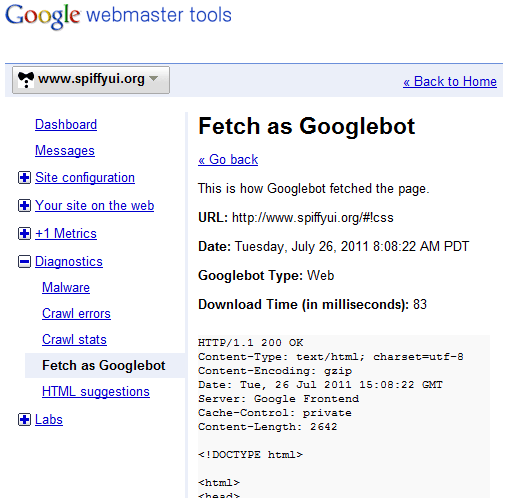 Google webmaster tools
www.spiffyui.org
« Back to Home
Dashboard
Messages
Site configuration
Your site on the web
+1 Metrics
Diagnostics
Malware
Crawl errors
Crawl stats
Fetch as Googlebot
HTML suggestions
Labs
Fetch as Googlebot
« Go back
This is how Googlebot fetched the page.
URL: http://www.spiffyui.org/#!css
Date: Tuesday, July 26, 2011 8:08:22 AM PDT
Googlebot Type: Web
Download Time (in milliseconds): 83
HTTP/1.1 200 OK
Content-Type: text/html; charset=utf-8
Content-Encoding: gzip
Date: Tue, 26 Jul 2011 15:08:22 GMT
Server: Google Frontend
Cache-Control: private
Content-Length: 2642
<!DOCTYPE html>
<html>
<head>